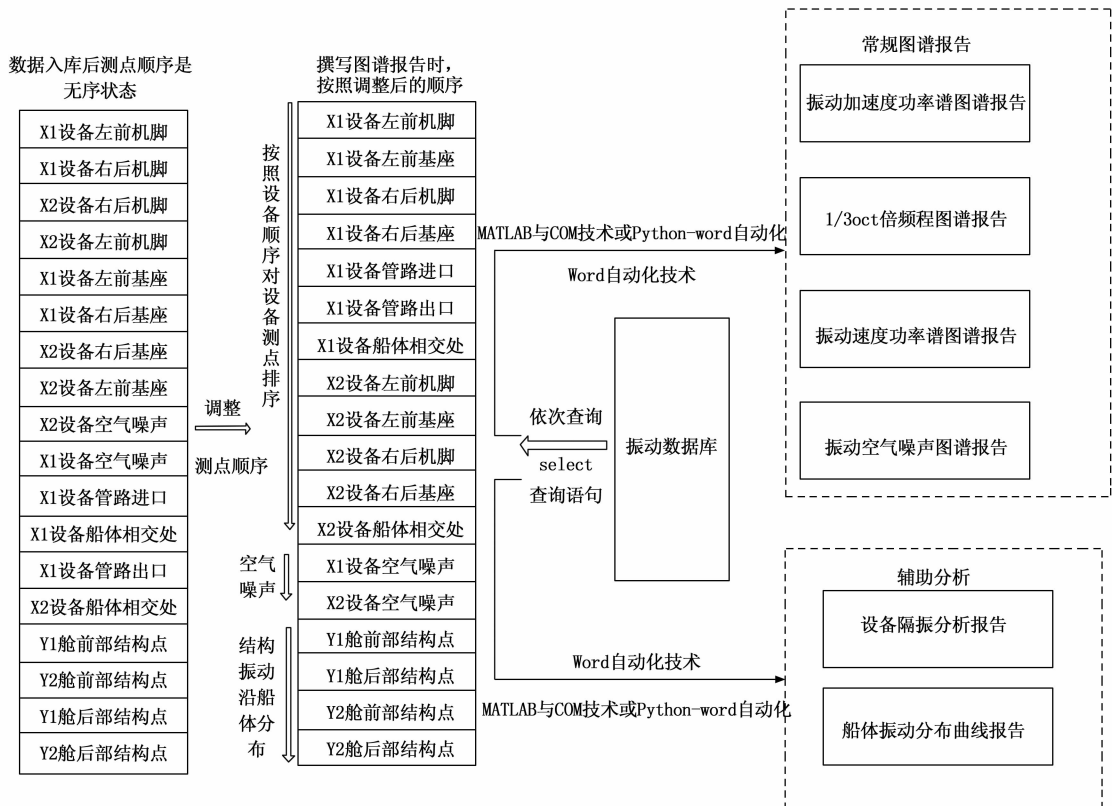 数据入库后测点顺序是
无序状态
X1设备左前机脚
X1设备右后机脚
X2设备右后机脚
X2设备左前机脚
X1设备左前基座
X1设备右后基座
X2设备右后基座
X2设备左前基座
X2设备空气噪声
X1设备空气噪声
X1设备管路进口
X1设备船体相交处
X1设备管路出口
X2设备船体相交处
Y1舱前部结构点
Y2舱前部结构点
Y1舱后部结构点
Y2舱后部结构点
调整
测点顺序
撰写图谱报告时，
按照调整后的顺序
按照设备顺序对设备测点排序
空气
噪声
结构
振动
沿船
体分
布
X1设备左前机脚
X1设备左前基座
X1设备右后机脚
X1设备右后基座
X1设备管路进口
X1设备管路出口
X1设备船体相交处
X2设备左前机脚
X2设备左前基座
X2设备右后机脚
X2设备右后基座
X2设备船体相交处
X1设备空气噪声
X2设备空气噪声
Y1舱前部结构点
Y1舱后部结构点
Y2舱前部结构点
Y2舱后部结构点
MATLAB与COM技术或Python-word自动化
Word自动化技术
依次查询
select
查询语句
振动数据库
Word自动化技术
MATLAB与COM技术或Python-word自动化
常规图谱报告
振动加速度功率谱图谱报告
1/3oct倍频程图谱报告
振动速度功率谱图谱报告
振动空气噪声图谱报告
辅助分析
设备隔振分析报告
船体振动分布曲线报告